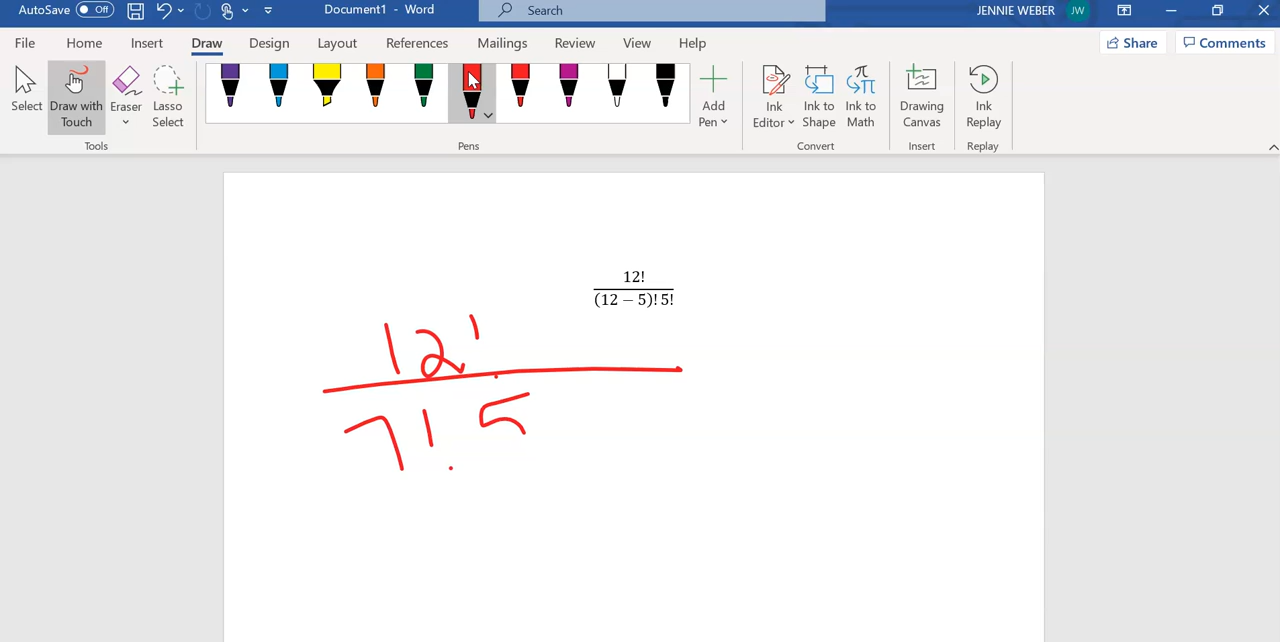 AutoSave Off Document1 - Word Search JENNIE WEBER JW
File Home Insert Draw Design Layout References Mailings Review View Help Share Comments
Select Draw with Touch Eraser Lasso Select Add Pen Ink Editor Ink to Shape Ink to Math Drawing Canvas Ink Replay
Tools Pens Convert Insert Replay
12!
(12 − 5)! 5!
12!
7! 5